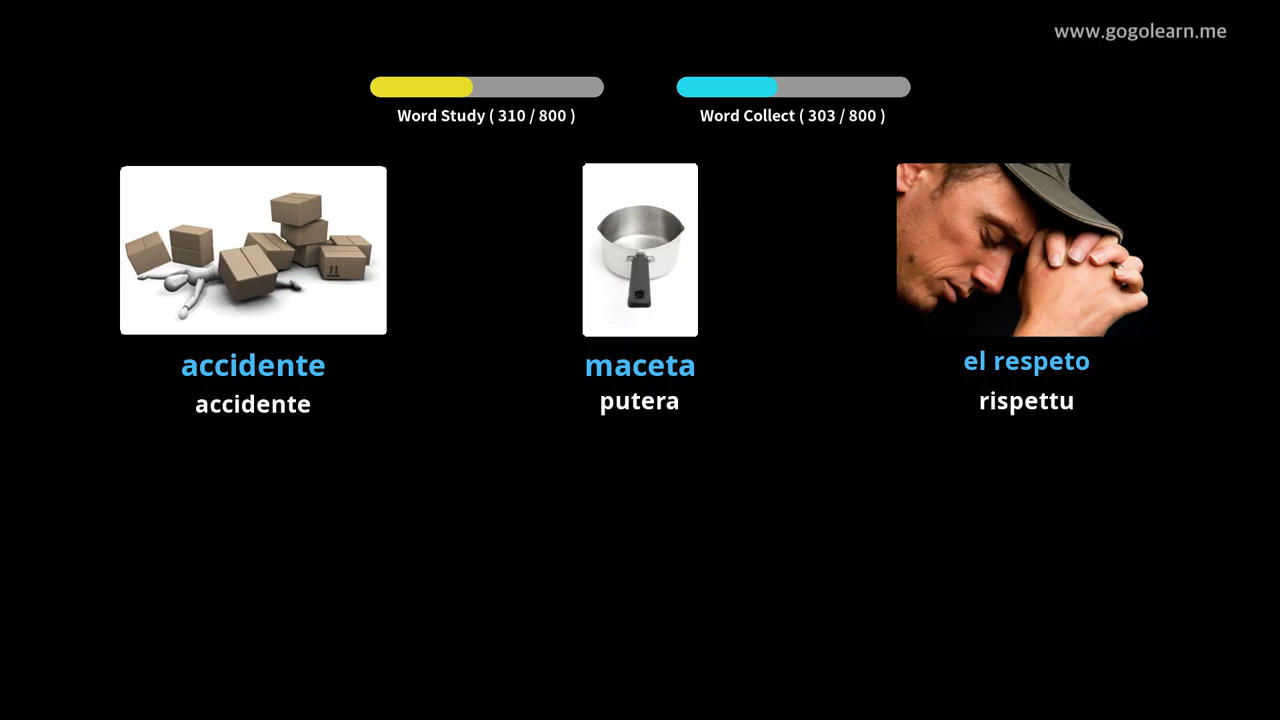 www.gogolearn.me
Word Study ( 310 / 800 )
Word Collect ( 303 / 800 )
accidente
accidente
maceta
putera
el respeto
rispettu